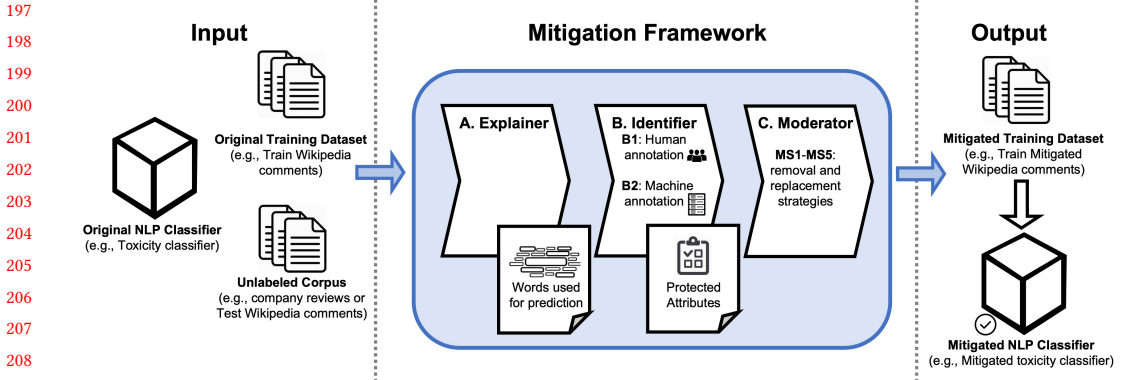 197
198
199
200
201
202
203
204
205
206
207
208
Input
Original Training Dataset
(e.g., Train Wikipedia
comments)
Original NLP Classifier
(e.g., Toxicity classifier)
Unlabeled Corpus
(e.g., company reviews or
Test Wikipedia comments)
Mitigation Framework
A. Explainer
Words used
for prediction
B. Identifier
B1: Human
annotation
B2: Machine
annotation
Protected
Attributes
C. Moderator
MS1-MS5:
removal and
replacement
strategies
Output
Mitigated Training Dataset
(e.g., Train Mitigated
Wikipedia comments)
Mitigated NLP Classifier
(e.g., Mitigated toxicity classifier)